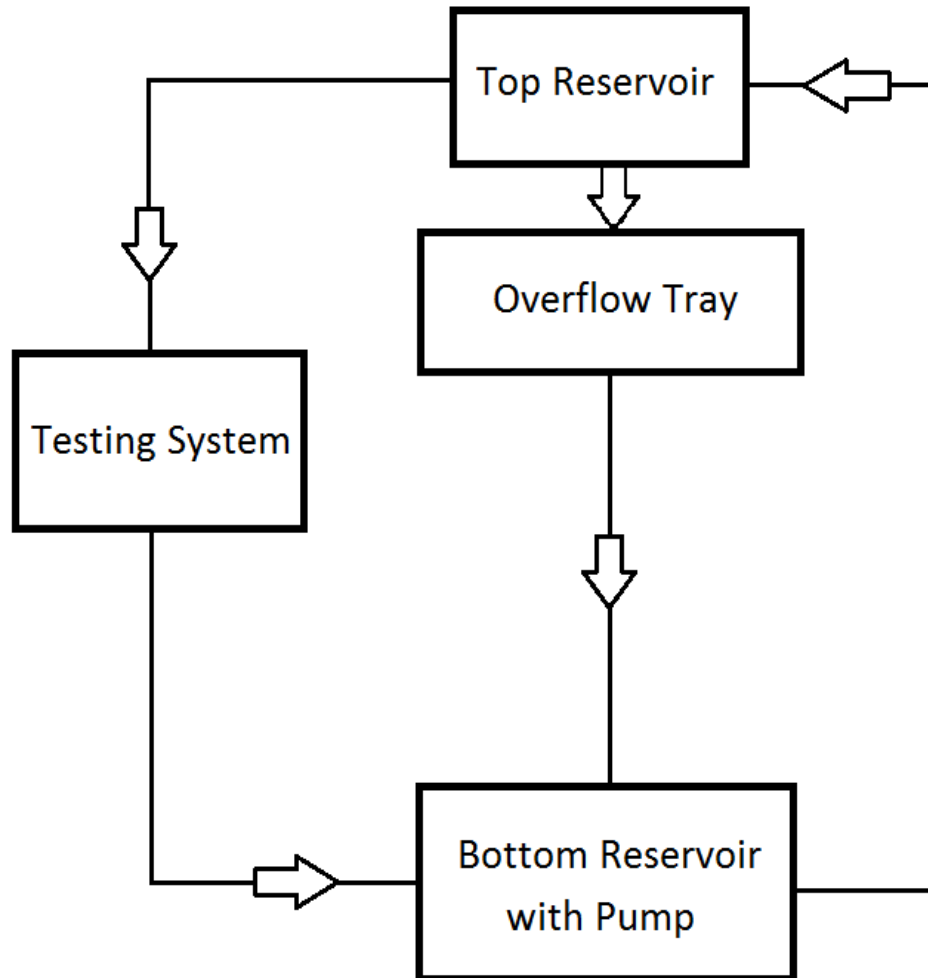 Top Reservoir
Overflow Tray
Testing System
Bottom Reservoir
with Pump